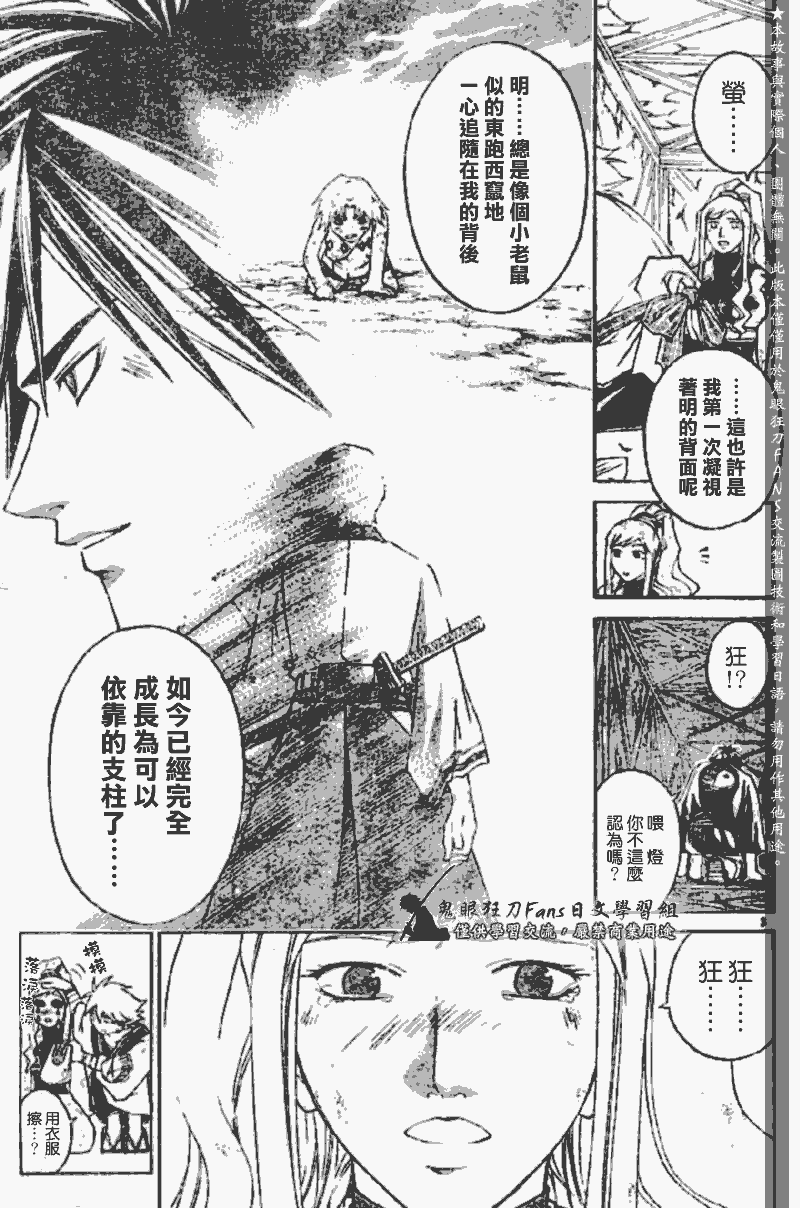 螢……
……這也許是
我第一次凝視
著明的背面呢
明……總是像個小老鼠
似的東跑西竄地
一心追隨在我的背後
如今已經完全
成長為可以
依靠的支柱了……
狂!?
喂 燈
你不這麼
認為嗎？
狂……
狂……
摸摸
落淚落淚
用衣服
擦…？
鬼眼狂刀Fans日文學習組
僅供學習交流，嚴禁商業用途
★本故事與實際個人、團體無關。此版本僅僅用於鬼眼狂刀FANS交流製圖技術和學習日語，請勿用作其他用途。